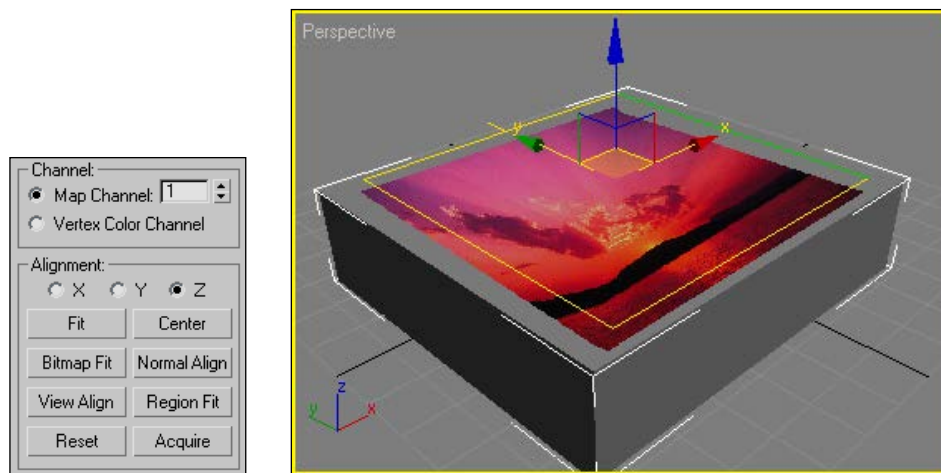 Channel:
Map Channel: 1
Vertex Color Channel
Alignment:
X Y Z
Fit Center
Bitmap Fit Normal Align
View Align Region Fit
Reset Acquire
Perspective
y x
z
y x